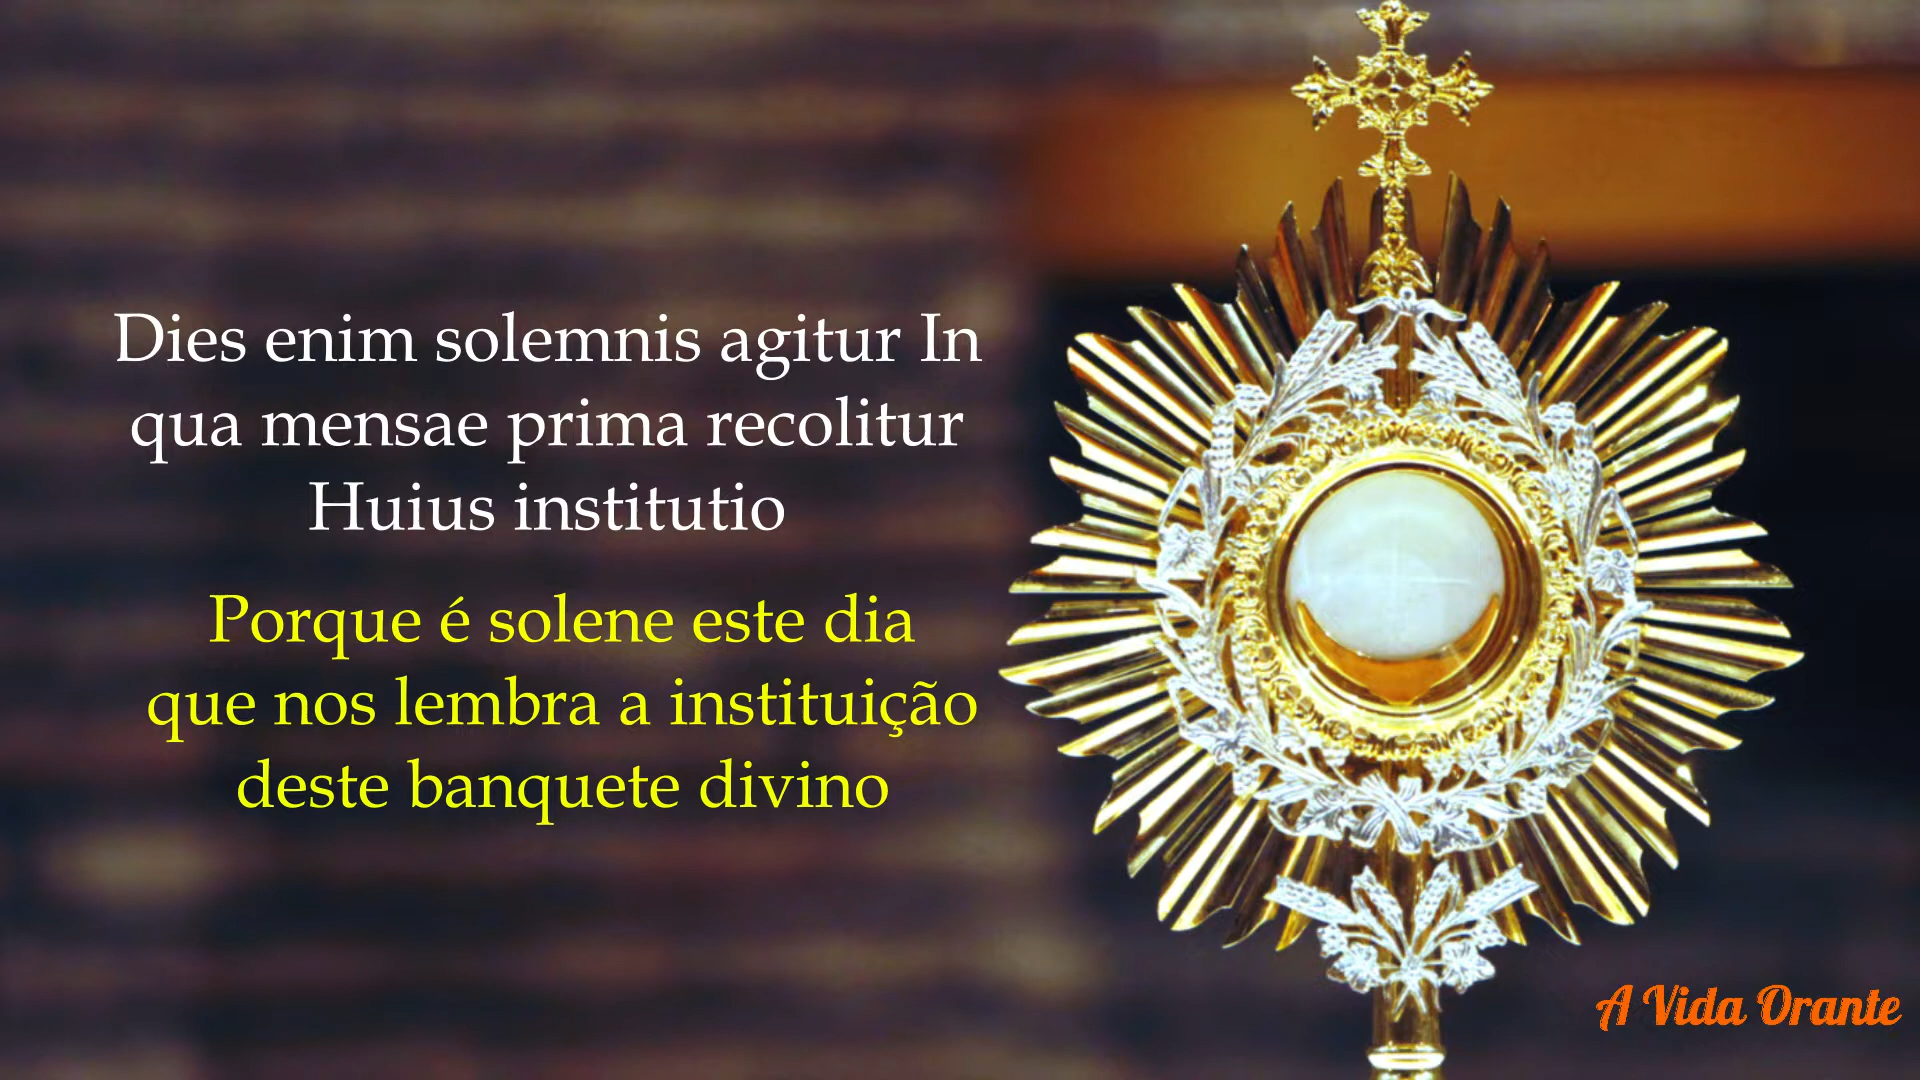 Dies enim solemnis agitur In
qua mensae prima recolitur
Huius institutio
Porque é solene este dia
que nos lembra a instituição
deste banquete divino
A Vida Orante